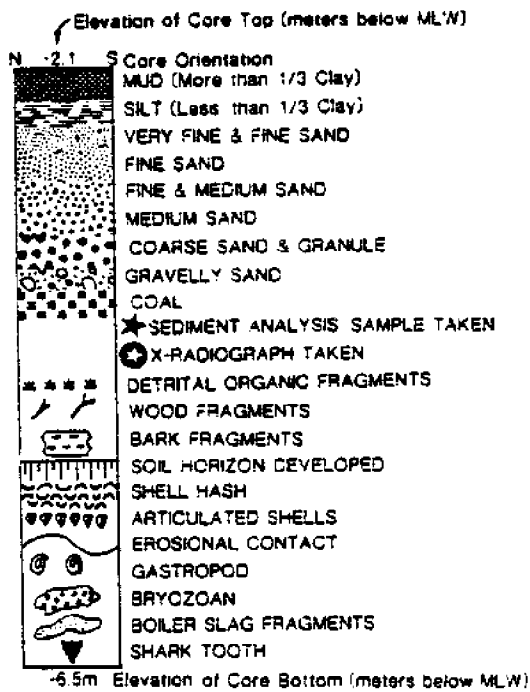 Elevation of Core Top (meters below MLW)
N -2.1 S Core Orientation
MUD (More than 1/3 Clay)
SILT (Less than 1/3 Clay)
VERY FINE & FINE SAND
FINE SAND
FINE & MEDIUM SAND
MEDIUM SAND
COARSE SAND & GRANULE
GRAVELLY SAND
COAL
SEDIMENT ANALYSIS SAMPLE TAKEN
X-RADIOGRAPH TAKEN
DETRITAL ORGANIC FRAGMENTS
WOOD FRAGMENTS
BARK FRAGMENTS
SOIL HORIZON DEVELOPED
SHELL HASH
ARTICULATED SHELLS
EROSIONAL CONTACT
GASTROPOD
BRYOZOAN
BOILER SLAG FRAGMENTS
SHARK TOOTH
-6.5m Elevation of Core Bottom (meters below MLW)